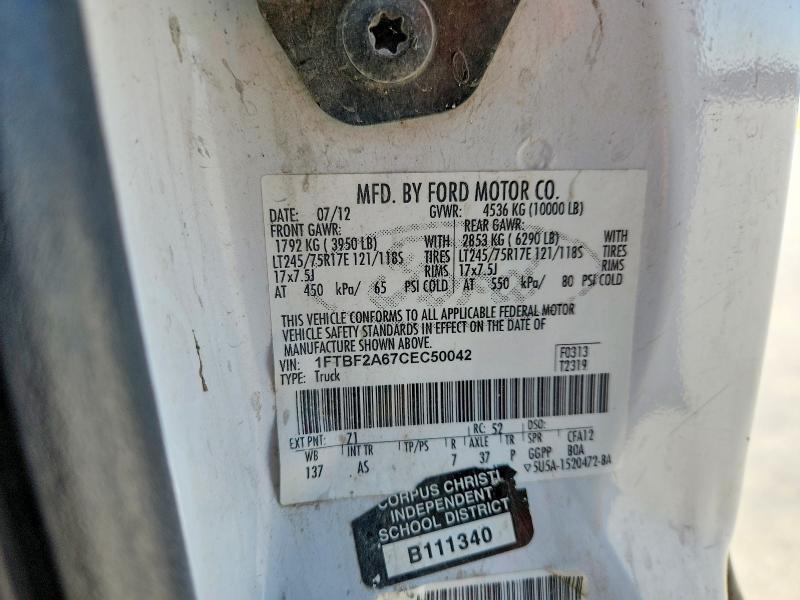 MFD. BY FORD MOTOR CO.
DATE: 07/12 GVWR: 4536 KG (10000 LB)
FRONT GAWR: REAR GAWR:
1792 KG ( 3950 LB) WITH 2853 KG ( 6290 LB) WITH
LT245/75R17E 121/118S TIRES LT245/75R17E 121/118S TIRES
17x7.5J RIMS 17x7.5J RIMS
AT 450 kPa/ 65 PSI COLD AT 550 kPa/ 80 PSI COLD
THIS VEHICLE CONFORMS TO ALL APPLICABLE FEDERAL MOTOR
VEHICLE SAFETY STANDARDS IN EFFECT ON THE DATE OF
MANUFACTURE SHOWN ABOVE.
VIN: 1FTBF2A67CEC50042 F0313
TYPE: Truck T2319
EXT PNT: 71 RC: 52 DSO:
WB INT TR TP/PS R AXLE TR SPR CFA12
137 AS 7 37 P GGPP BOA
▽5U5A-1520472-BA
CORPUS CHRISTI
INDEPENDENT
SCHOOL DISTRICT
B111340